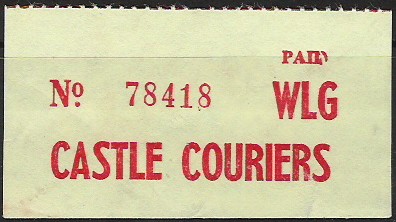 PAID
Nº 78418 WLG
CASTLE COURIERS